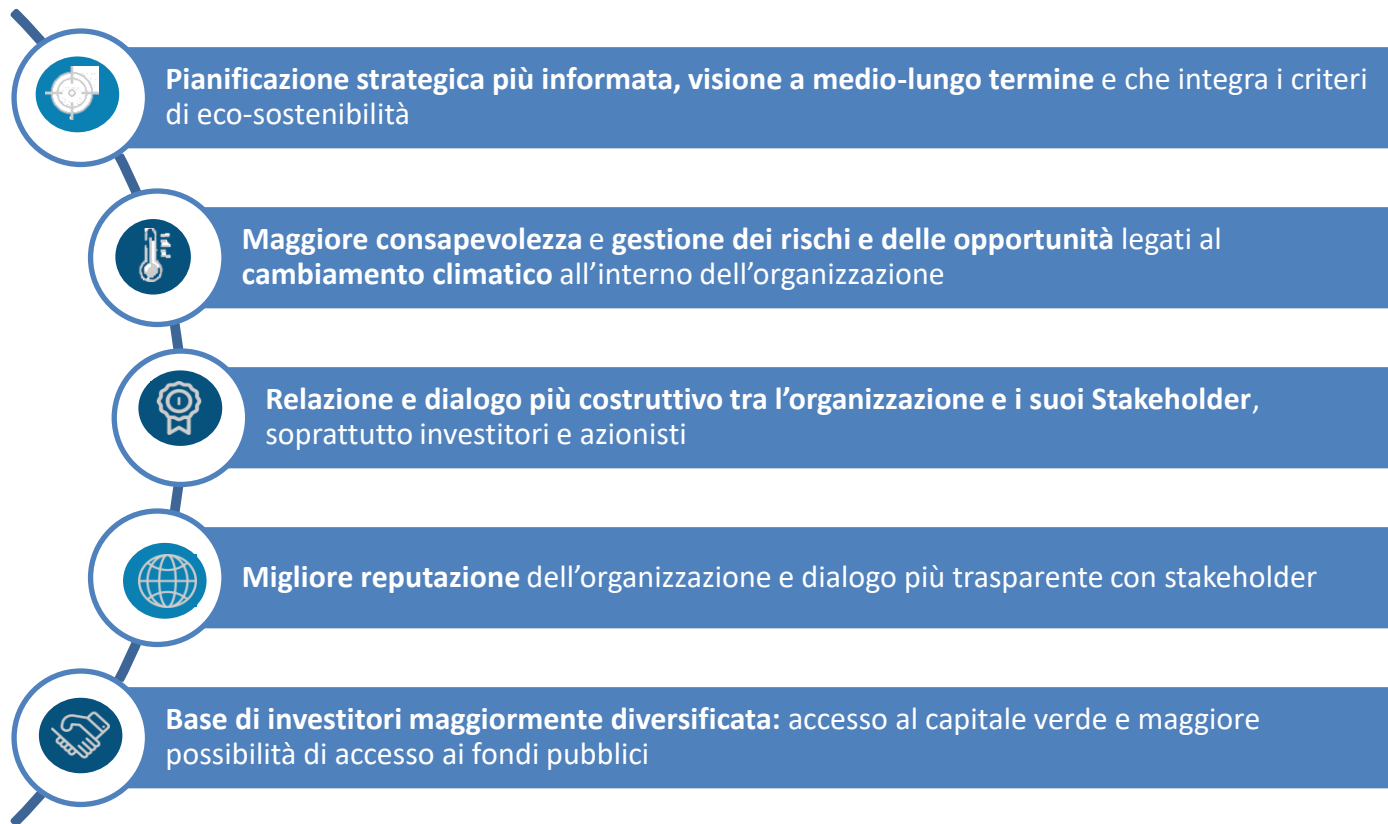 Pianificazione strategica più informata, visione a medio-lungo termine e che integra i criteri
di eco-sostenibilità
Maggiore consapevolezza e gestione dei rischi e delle opportunità legati al
cambiamento climatico all’interno dell’organizzazione
Relazione e dialogo più costruttivo tra l’organizzazione e i suoi Stakeholder,
soprattutto investitori e azionisti
Migliore reputazione dell’organizzazione e dialogo più trasparente con stakeholder
Base di investitori maggiormente diversificata: accesso al capitale verde e maggiore
possibilità di accesso ai fondi pubblici